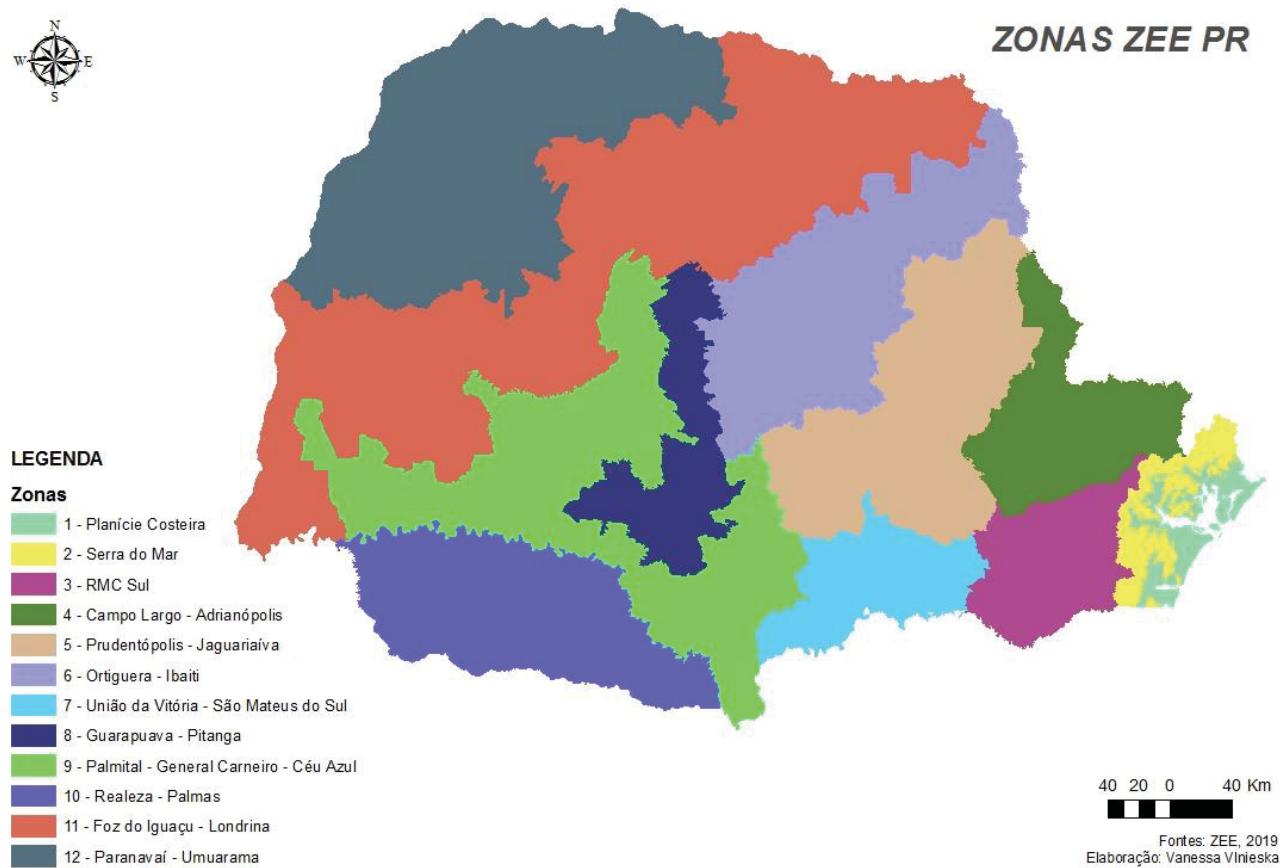 ZONAS ZEE PR
N
W E
S
LEGENDA
Zonas
1 - Planície Costeira
2 - Serra do Mar
3 - RMC Sul
4 - Campo Largo - Adrianópolis
5 - Prudentópolis - Jaguariaíva
6 - Ortiguera - Ibaiti
7 - União da Vitória - São Mateus do Sul
8 - Guarapuava - Pitanga
9 - Palmital - General Carneiro - Céu Azul
10 - Realeza - Palmas
11 - Foz do Iguaçu - Londrina
12 - Paranavaí - Umuarama
40 20 0 40 Km
Fontes: ZEE, 2019
Elaboração: Vanessa Vlnieska